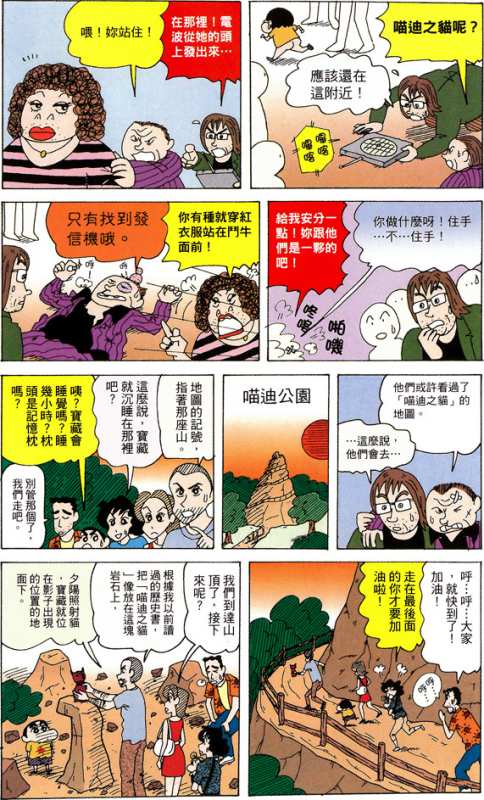 喵迪之貓呢？
應該還在
這附近！
在那裡！電
波從她的頭
上發出來…
喂！妳站住！
你做什麼呀！住手
…不…住手！
給我安分一
點！妳跟他
們是一夥的
吧！
啪
嘰
你有種就穿紅
衣服站在鬥牛
面前！
只有找到發
信機哦。
他們或許看過了
「喵迪之貓」的
地圖。
…這麼說，
他們會去…
喵迪公園
地圖的記號，
指著那座山。
這麼說，寶藏
就沉睡在那裡
吧？
咦？寶藏會
睡覺嗎？睡
幾小時？枕
頭是記憶枕
嗎？
別管那個了，
我們走吧。
呼…呼…大家
，就快到了！
加油！
走在最後面
的你才要加
油啦！
呼
呼
我們到達山
頂了，接下
來呢？
根據我以前讀
過的歷史書，
把「喵迪之貓
」像放在這塊
岩石上，
夕陽照射貓
，寶藏就位
在影子出現
的位置的地
面下。